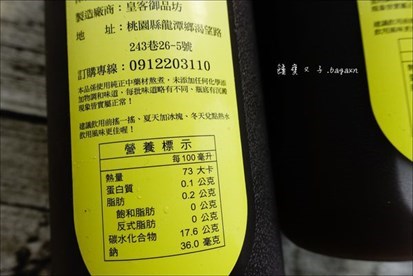 製造廠商：皇客御品坊
地　址：桃園縣龍潭鄉渴望路
243巷26-5號
訂購專線：0912203110
本品係使用純正中藥材熬煮，未添加任何化學添
加物調和味道，每批味道略有不同、瓶底有沉澱
現象皆實屬正常！
建議飲用前搖一搖、夏天加冰塊、冬天兌點熱水
飲用風味更佳喔！
營養標示
每100毫升
熱量 73 大卡
蛋白質 0.1 公克
脂肪 0.2 公克
飽和脂肪 0 公克
反式脂肪 0 公克
碳水化合物 17.6 公克
鈉 36.0 毫克